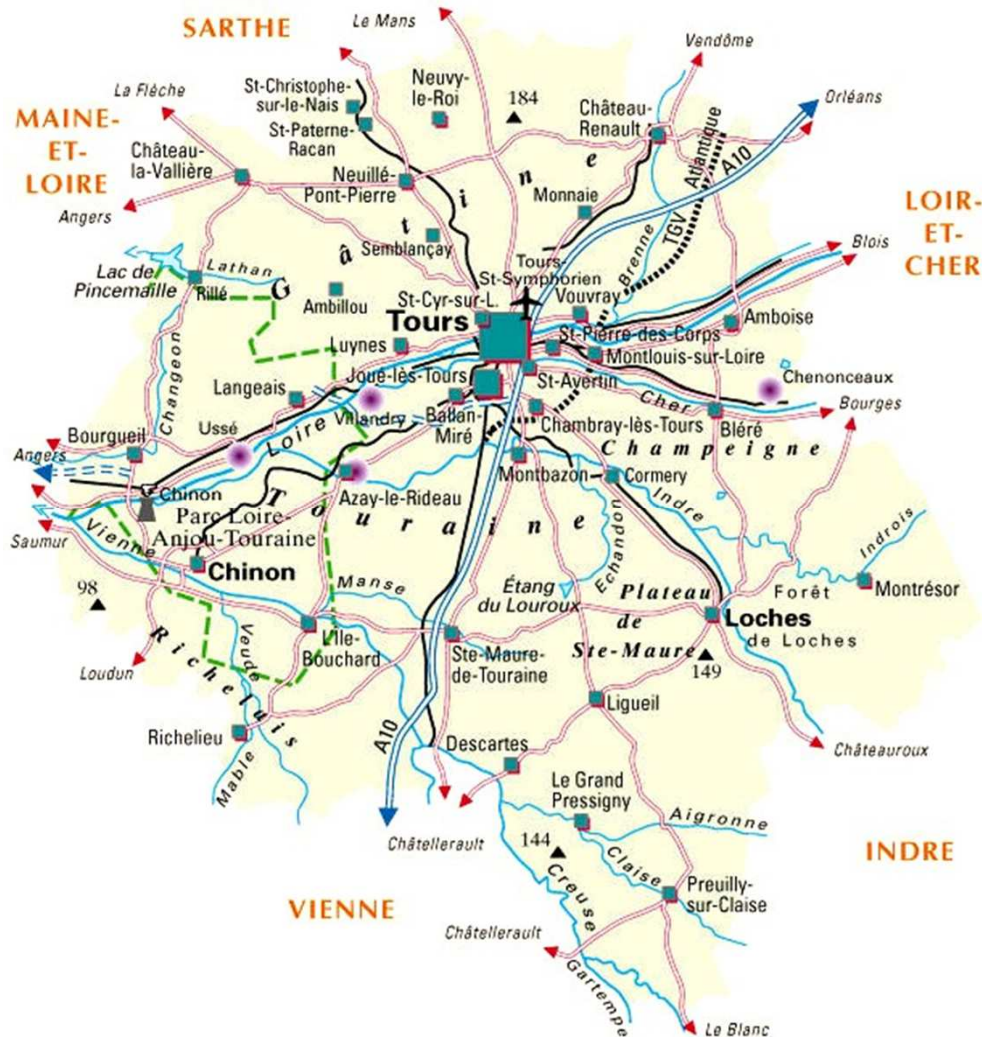 SARTHE
Le Mans
Vendôme
La Flèche
St-Christophe-
sur-le-Nais
Neuvy-
le-Roi
184
Château-
Renault
Orléans
MAINE-
ET-
LOIRE
St-Paterne-
Racan
Château-
la-Vallière
Neuillé-
Pont-Pierre
Monnaie
Atlantique
TGV
A10
Angers
Semblançay
Gâtine
Brenne
LOIR-
ET-
CHER
Blois
Lac de
Pincemaille
Lathan
Rillé
Ambillou
Tours-
St-Symphorien
St-Cyr-sur-L.
Vouvray
Tours
Amboise
St-Pierre-des-Corps
Luynes
Montlouis-sur-Loire
Changeon
Joué-lès-Tours
St-Avertin
Chenonceaux
Langeais
Villandry
Ballan-
Miré
Cher
Bourges
Chambray-lès-Tours
Bléré
Ussé
Loire
Bourgueil
Champeigne
Angers
Montbazon
Cormery
Azay-le-Rideau
Chinon
Parc Loire-
Anjou-Touraine
Touraine
Indre
Indrois
Echandon
Saumur
Vienne
Chinon
98
Manse
Étang
du Louroux
Plateau
de
Ste-Maure
Forêt
de Loches
Montrésor
Loches
149
Richelais
Veude
L'Ile-
Bouchard
Ste-Maure-
de-Touraine
Loudun
Ligueil
Richelieu
Mable
A10
Descartes
Châteauroux
Le Grand
Pressigny
Aigronne
Châtellerault
144
Claise
Creuse
INDRE
VIENNE
Preuilly-
sur-Claise
Châtellerault
Gartempe
Le Blanc